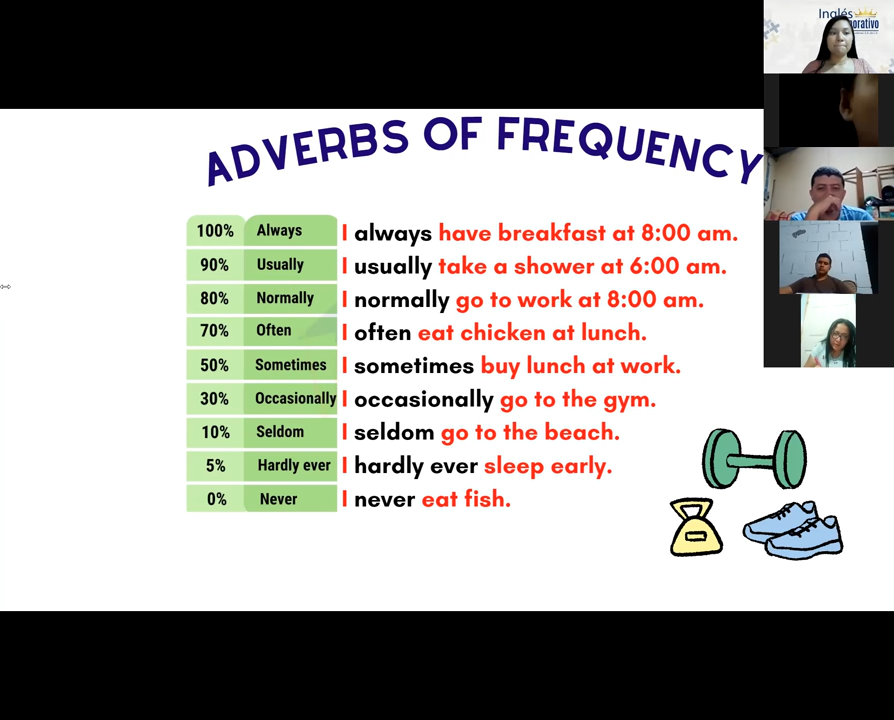 Inglés
ADVERBS OF FREQUENCY
100% Always I always have breakfast at 8:00 am.
90% Usually I usually take a shower at 6:00 am.
80% Normally I normally go to work at 8:00 am.
70% Often I often eat chicken at lunch.
50% Sometimes I sometimes buy lunch at work.
30% Occasionally I occasionally go to the gym.
10% Seldom I seldom go to the beach.
5% Hardly ever I hardly ever sleep early.
0% Never I never eat fish.